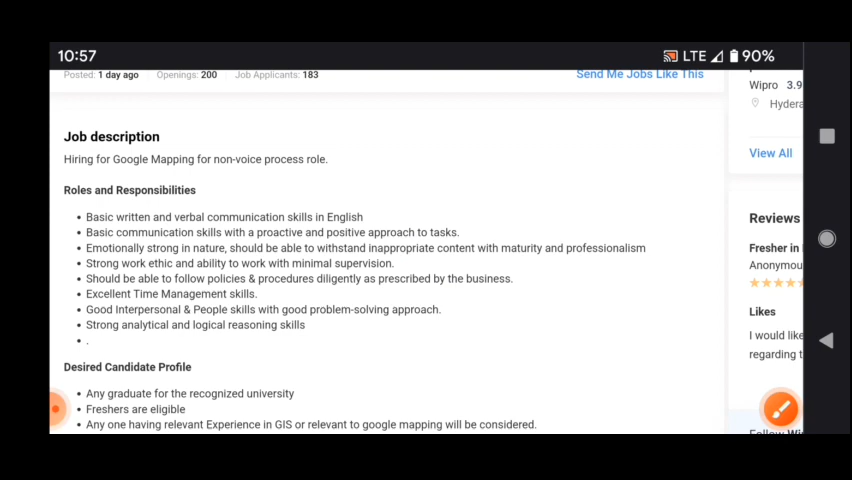 10:57
LTE 90%
Posted: 1 day ago Openings: 200 Job Applicants: 183
Send Me Jobs Like This
Job description
Hiring for Google Mapping for non-voice process role.
Roles and Responsibilities
• Basic written and verbal communication skills in English
• Basic communication skills with a proactive and positive approach to tasks.
• Emotionally strong in nature, should be able to withstand inappropriate content with maturity and professionalism
• Strong work ethic and ability to work with minimal supervision.
• Should be able to follow policies & procedures diligently as prescribed by the business.
• Excellent Time Management skills.
• Good Interpersonal & People skills with good problem-solving approach.
• Strong analytical and logical reasoning skills
• .
Desired Candidate Profile
• Any graduate for the recognized university
• Freshers are eligible
• Any one having relevant Experience in GIS or relevant to google mapping will be considered.
Wipro 3.9
Hydera
View All
Reviews
Fresher in
Anonymou
Likes
I would like
regarding t
Follow Wi